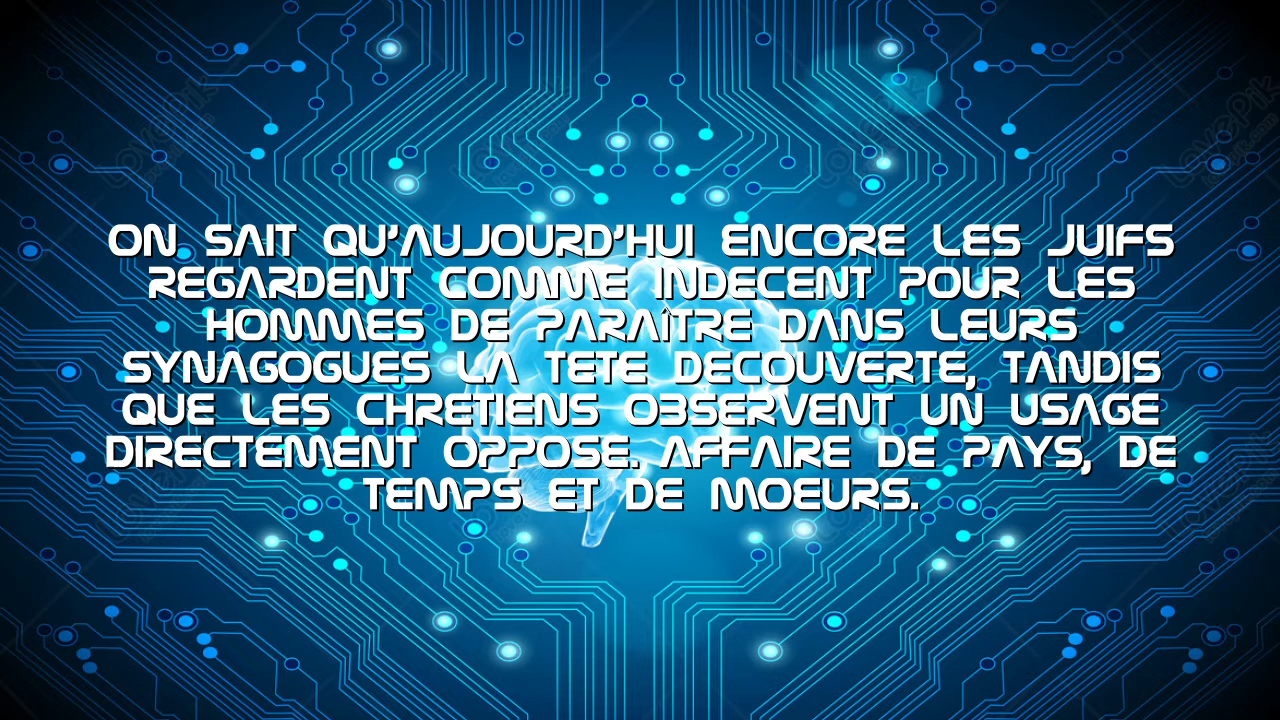 ON SAIT QU'AUJOURD'HUI ENCORE LES JUIFS
REGARDENT COMME INDECENT POUR LES
HOMMES DE PARAÎTRE DANS LEURS
SYNAGOGUES LA TETE DECOUVERTE, TANDIS
QUE LES CHRETIENS OBSERVENT UN USAGE
DIRECTEMENT OPPOSE. AFFAIRE DE PAYS, DE
TEMPS ET DE MOEURS.